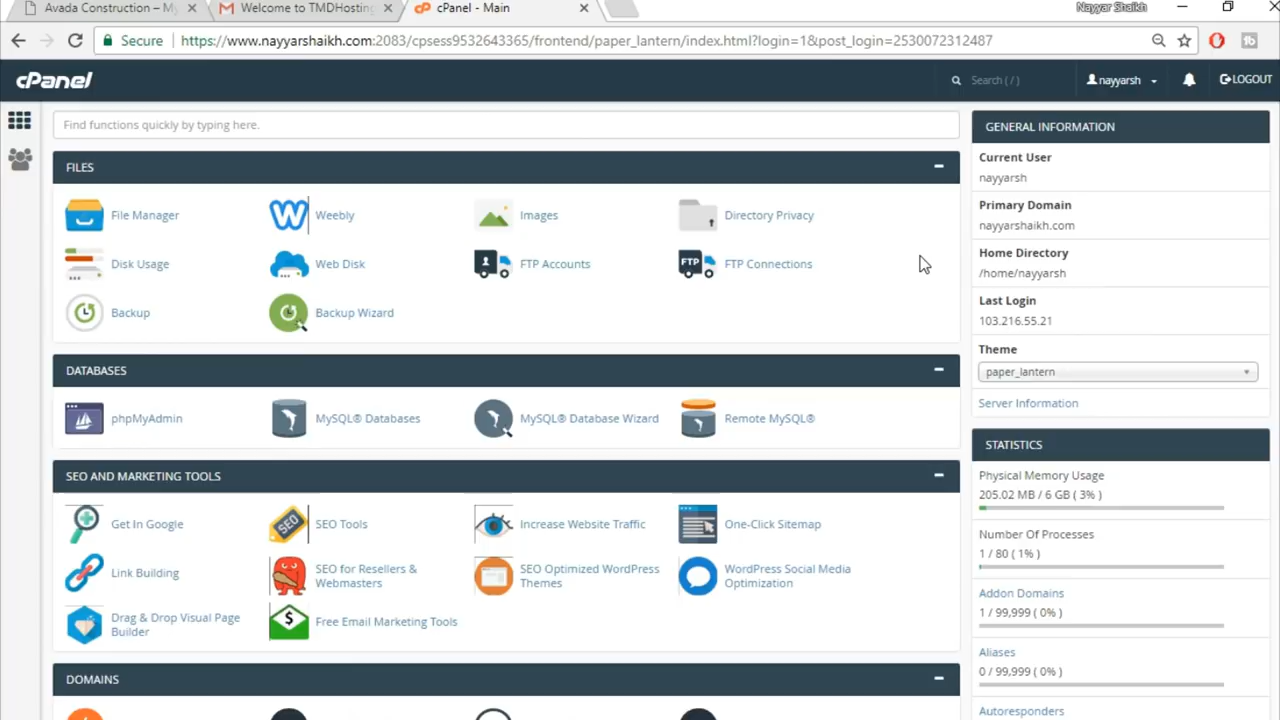 Avada Construction – My
Welcome to TMDHosting
cPanel - Main
Nayyar Shaikh
Secure
https://www.nayyarshaikh.com:2083/cpsess9532643365/frontend/paper_lantern/index.html?login=1&post_login=2530072312487
cPanel
Search ( / )
nayyarsh
LOGOUT
Find functions quickly by typing here.
FILES
File Manager
Weebly
Images
Directory Privacy
Disk Usage
Web Disk
FTP Accounts
FTP
FTP Connections
Backup
Backup Wizard
DATABASES
phpMyAdmin
MySQL® Databases
MySQL® Database Wizard
Remote MySQL®
SEO AND MARKETING TOOLS
Get In Google
SEO
SEO Tools
Increase Website Traffic
One-Click Sitemap
Link Building
SEO for Resellers &
Webmasters
SEO Optimized WordPress
Themes
WordPress Social Media
Optimization
Drag & Drop Visual Page
Builder
Free Email Marketing Tools
DOMAINS
GENERAL INFORMATION
Current User
nayyarsh
Primary Domain
nayyarshaikh.com
Home Directory
/home/nayyarsh
Last Login
103.216.55.21
Theme
paper_lantern
Server Information
STATISTICS
Physical Memory Usage
205.02 MB / 6 GB ( 3% )
Number Of Processes
1 / 80 ( 1% )
Addon Domains
1 / 99,999 ( 0% )
Aliases
0 / 99,999 ( 0% )
Autoresponders